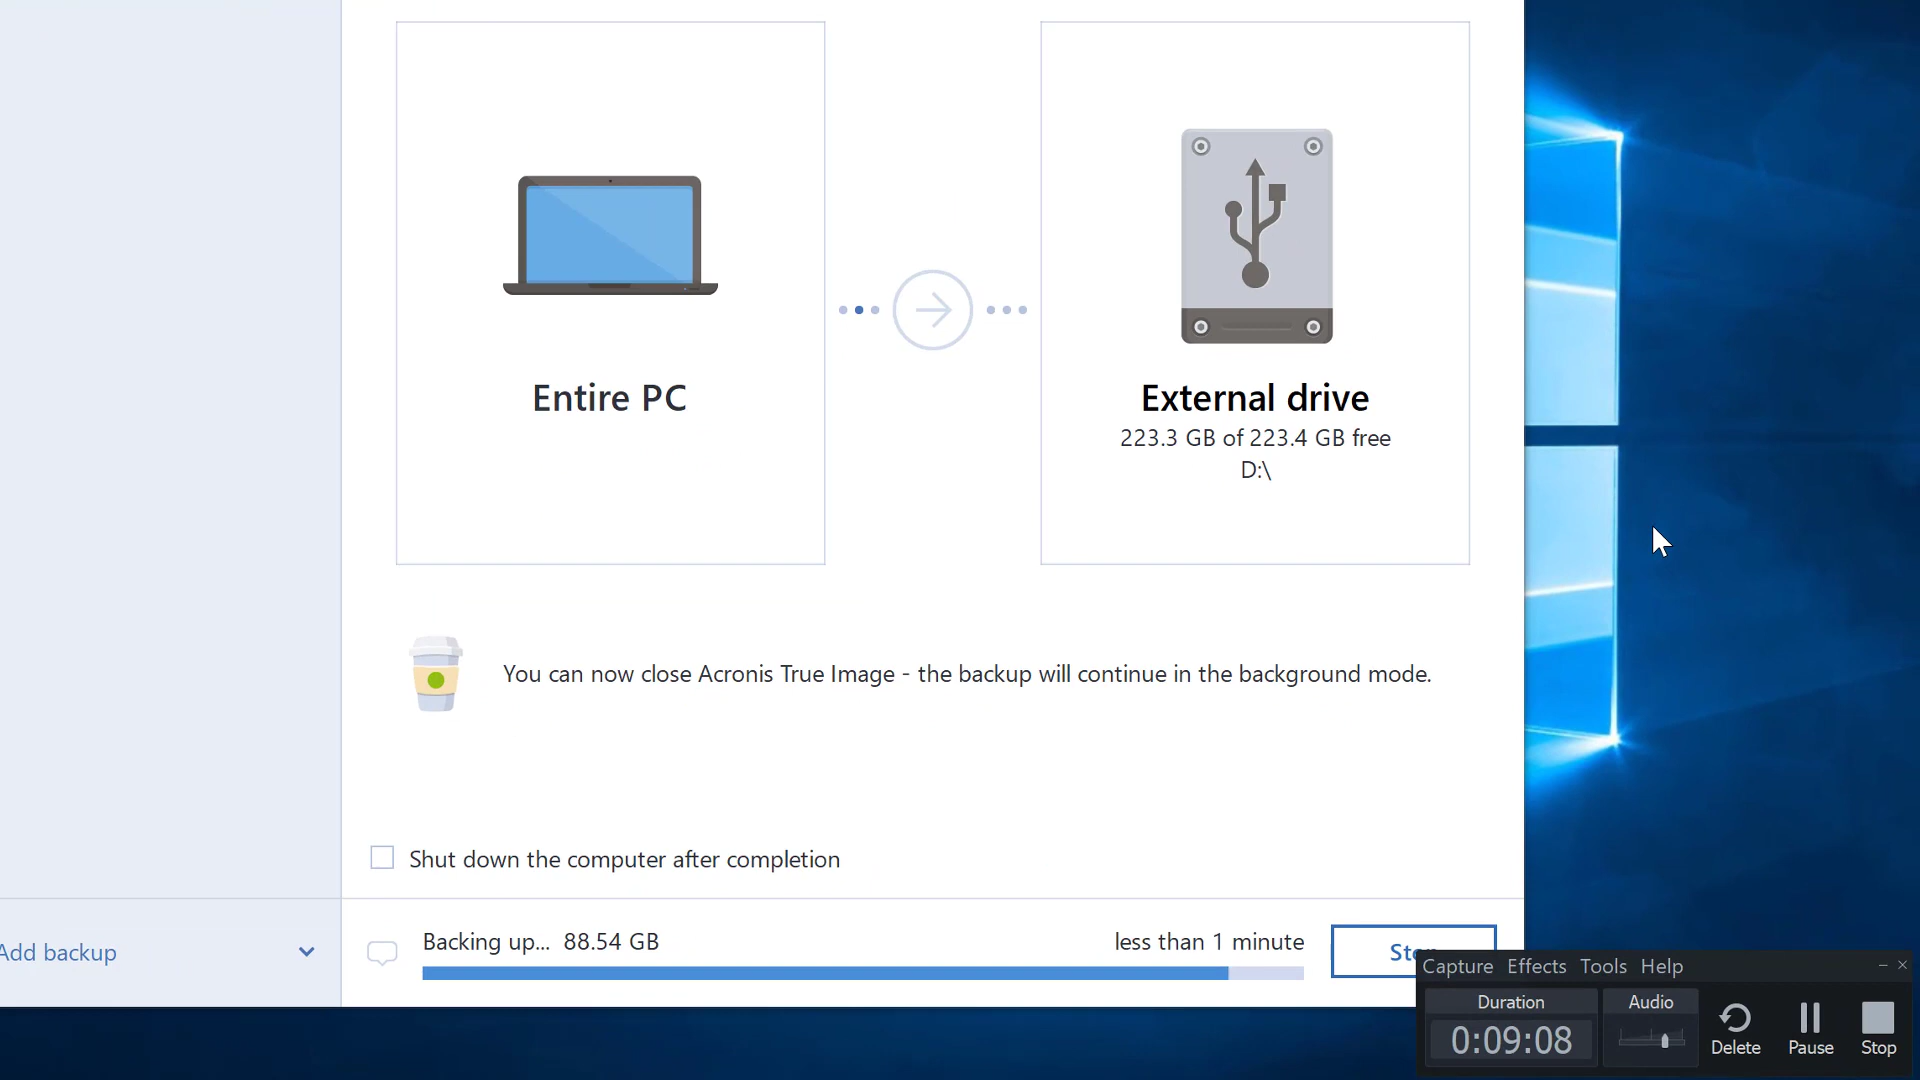 Entire PC
External drive
223.3 GB of 223.4 GB free
D:\
You can now close Acronis True Image - the backup will continue in the background mode.
Shut down the computer after completion
Add backup
Backing up... 88.54 GB
less than 1 minute
Capture Effects Tools Help
Duration
Audio
0:09:08
Delete
Pause
Stop